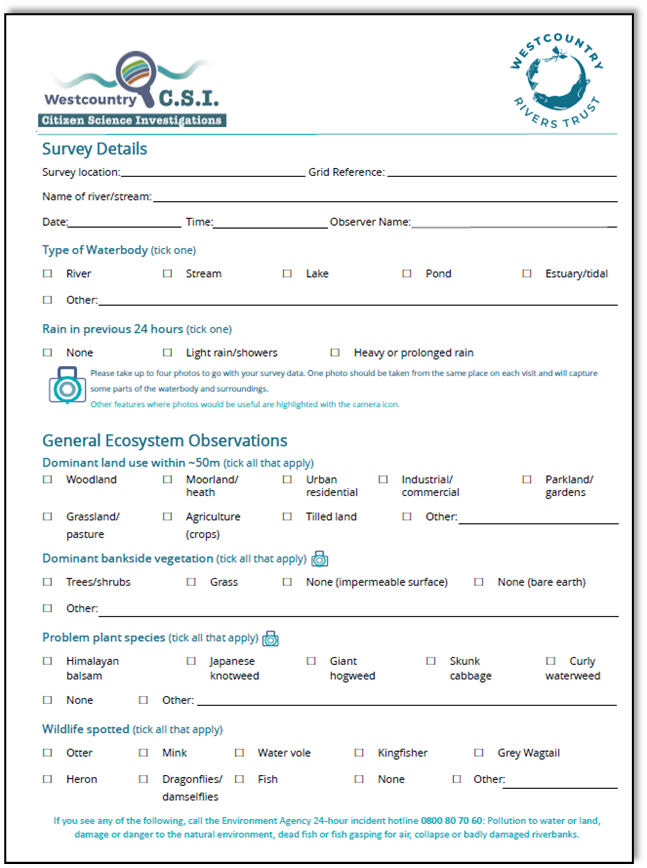 Westcountry C.S.I.
Citizen Science Investigations
WESTCOUNTRY
RIVERS TRUST
Survey Details
Survey location: Grid Reference:
Name of river/stream:
Date: Time: Observer Name:
Type of Waterbody (tick one)
☐ River ☐ Stream ☐ Lake ☐ Pond ☐ Estuary/tidal
☐ Other:
Rain in previous 24 hours (tick one)
☐ None ☐ Light rain/showers ☐ Heavy or prolonged rain
Please take up to four photos to go with your survey data. One photo should be taken from the same place on each visit and will capture
some parts of the waterbody and surroundings.
Other features where photos would be useful are highlighted with the camera icon.
General Ecosystem Observations
Dominant land use within ~50m (tick all that apply)
☐ Woodland ☐ Moorland/ ☐ Urban ☐ Industrial/ ☐ Parkland/
heath residential commercial gardens
☐ Grassland/ ☐ Agriculture ☐ Tilled land ☐ Other:
pasture (crops)
Dominant bankside vegetation (tick all that apply)
☐ Trees/shrubs ☐ Grass ☐ None (impermeable surface) ☐ None (bare earth)
☐ Other:
Problem plant species (tick all that apply)
☐ Himalayan ☐ Japanese ☐ Giant ☐ Skunk ☐ Curly
balsam knotweed hogweed cabbage waterweed
☐ None ☐ Other:
Wildlife spotted (tick all that apply)
☐ Otter ☐ Mink ☐ Water vole ☐ Kingfisher ☐ Grey Wagtail
☐ Heron ☐ Dragonflies/ ☐ Fish ☐ None ☐ Other:
damselflies
If you see any of the following, call the Environment Agency 24-hour incident hotline 0800 80 70 60: Pollution to water or land,
damage or danger to the natural environment, dead fish or fish gasping for air, collapse or badly damaged riverbanks.